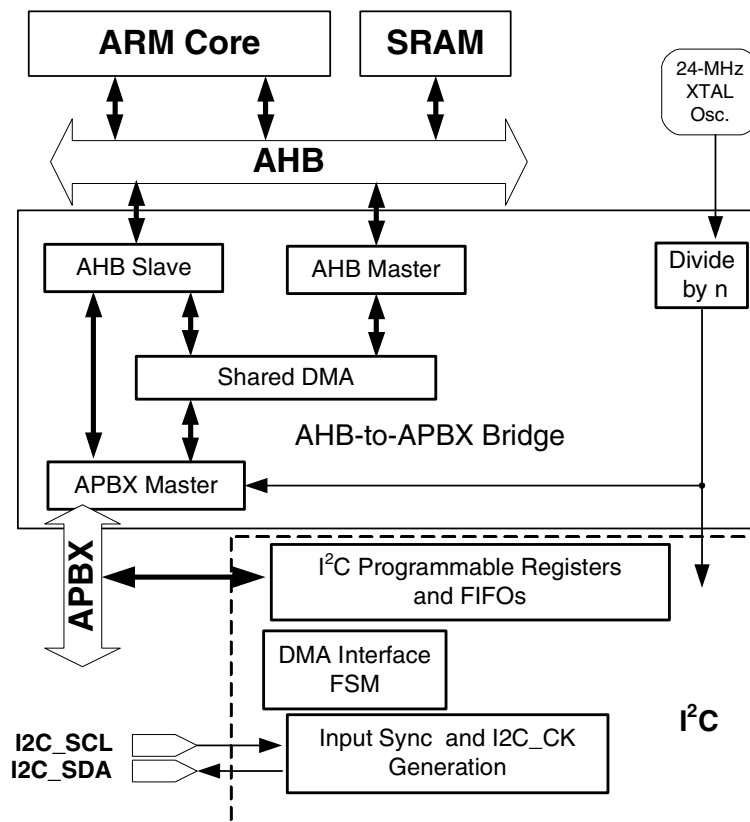 ARM Core
SRAM
24-MHz
XTAL
Osc.
AHB
AHB Slave
AHB Master
Divide
by n
Shared DMA
AHB-to-APBX Bridge
APBX Master
APBX
I²C Programmable Registers
and FIFOs
DMA Interface
FSM
I²C
I2C_SCL
I2C_SDA
Input Sync and I2C_CK
Generation